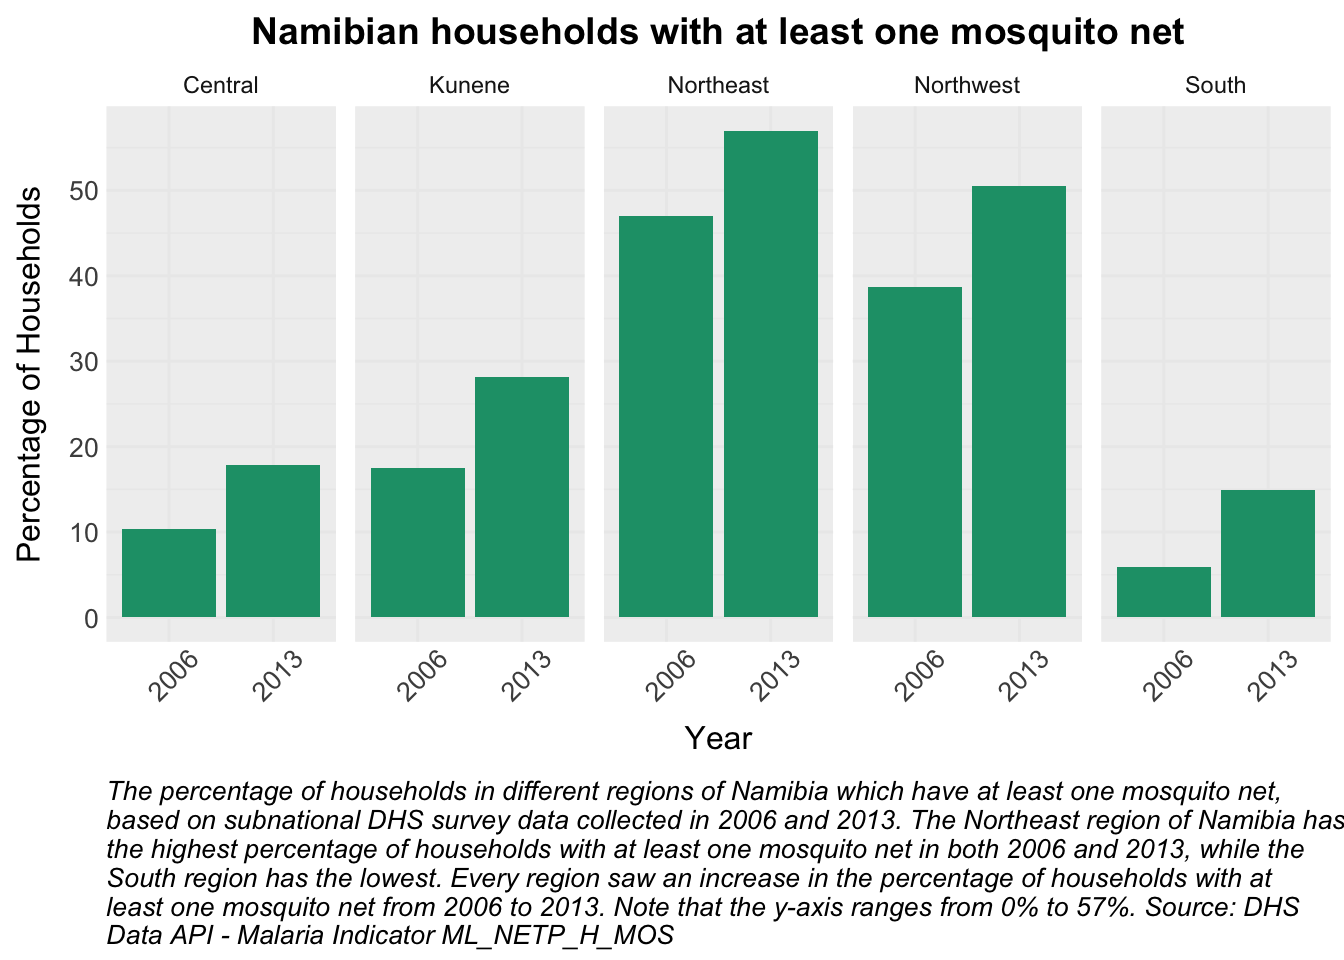 Namibian households with at least one mosquito net
Central Kunene Northeast Northwest South
Percentage of Households
50
40
30
20
10
0
2006 2013 2006 2013 2006 2013 2006 2013 2006 2013
Year
The percentage of households in different regions of Namibia which have at least one mosquito net,
based on subnational DHS survey data collected in 2006 and 2013. The Northeast region of Namibia has
the highest percentage of households with at least one mosquito net in both 2006 and 2013, while the
South region has the lowest. Every region saw an increase in the percentage of households with at
least one mosquito net from 2006 to 2013. Note that the y-axis ranges from 0% to 57%. Source: DHS
Data API - Malaria Indicator ML_NETP_H_MOS